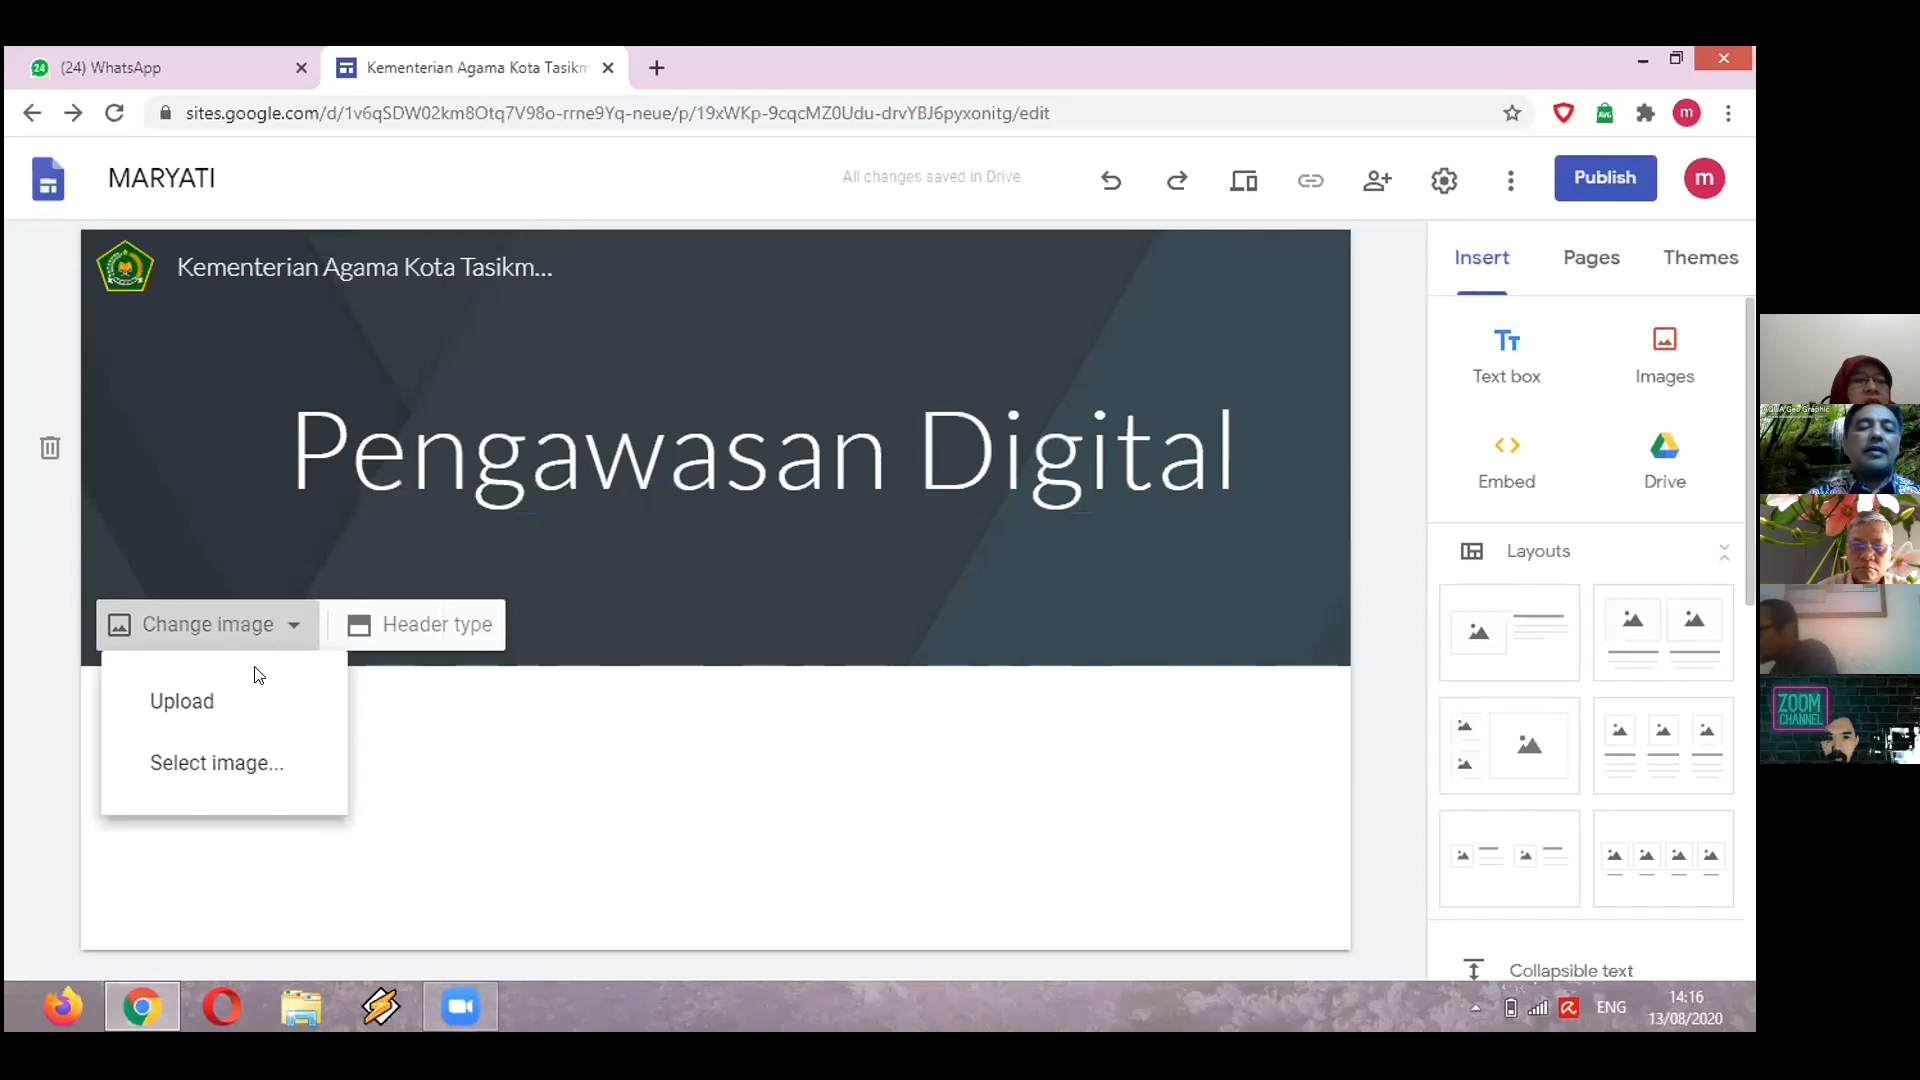 24
(24) WhatsApp
Kementerian Agama Kota Tasikm
sites.google.com/d/1v6qSDW02km8Otq7V98o-rrne9Yq-neue/p/19xWKp-9cqcMZ0Udu-drvYBJ6pyxonitg/edit
AVG
m
MARYATI
All changes saved in Drive
Publish
m
Kementerian Agama Kota Tasikm...
Insert
Pages
Themes
Pengawasan Digital
Text box
Images
Embed
Drive
Layouts
Change image
Header type
Upload
Select image...
Collapsible text
ZOOM
CHANNEL
ENG
14:16
13/08/2020